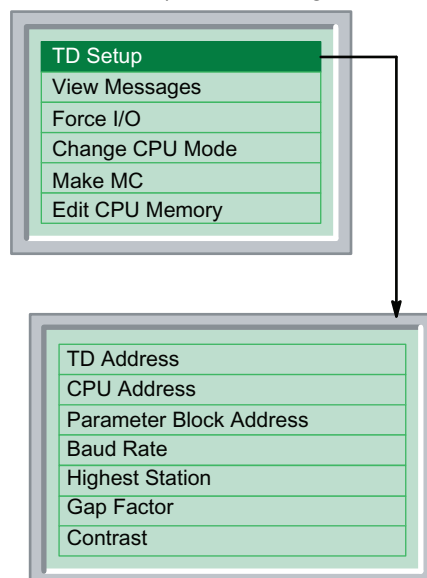 TD Setup
View Messages
Force I/O
Change CPU Mode
Make MC
Edit CPU Memory
TD Address
CPU Address
Parameter Block Address
Baud Rate
Highest Station
Gap Factor
Contrast